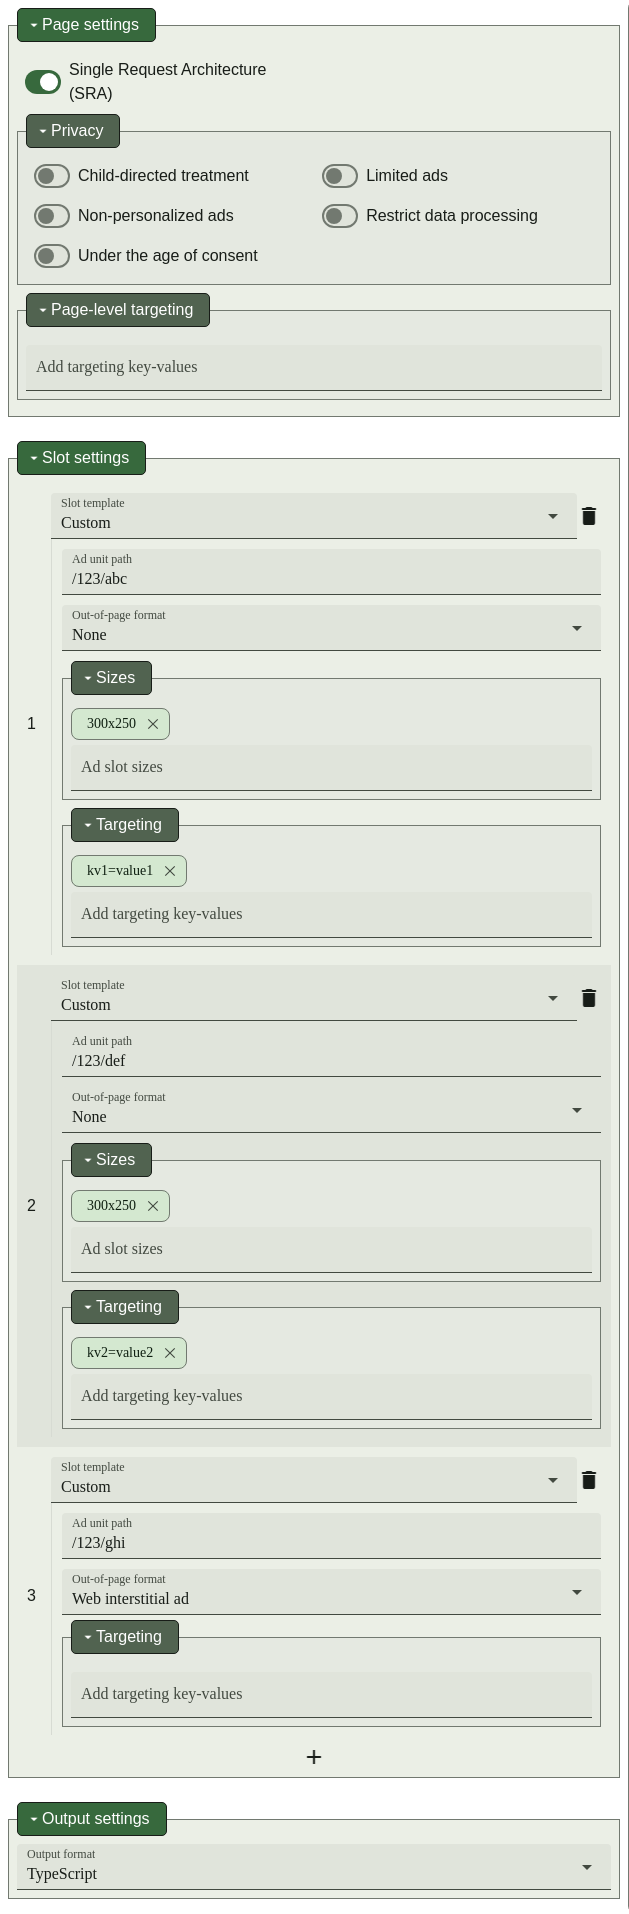 Page settings
Single Request Architecture
(SRA)
Privacy
Child-directed treatment
Limited ads
Non-personalized ads
Restrict data processing
Under the age of consent
Page-level targeting
Add targeting key-values
Slot settings
1
Slot template
Custom
Ad unit path
/123/abc
Out-of-page format
None
Sizes
300x250
Ad slot sizes
Targeting
kv1=value1
Add targeting key-values
2
Slot template
Custom
Ad unit path
/123/def
Out-of-page format
None
Sizes
300x250
Ad slot sizes
Targeting
kv2=value2
Add targeting key-values
3
Slot template
Custom
Ad unit path
/123/ghi
Out-of-page format
Web interstitial ad
Targeting
Add targeting key-values
Output settings
Output format
TypeScript